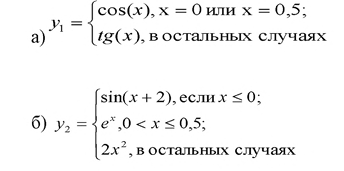 cos(x), x = 0 или x = 0,5;
а) y₁ =
tg(x), в остальных случаях
sin(x + 2), если x ≤ 0;
б) y₂ = eˣ, 0 < x ≤ 0,5;
2x², в остальных случаях